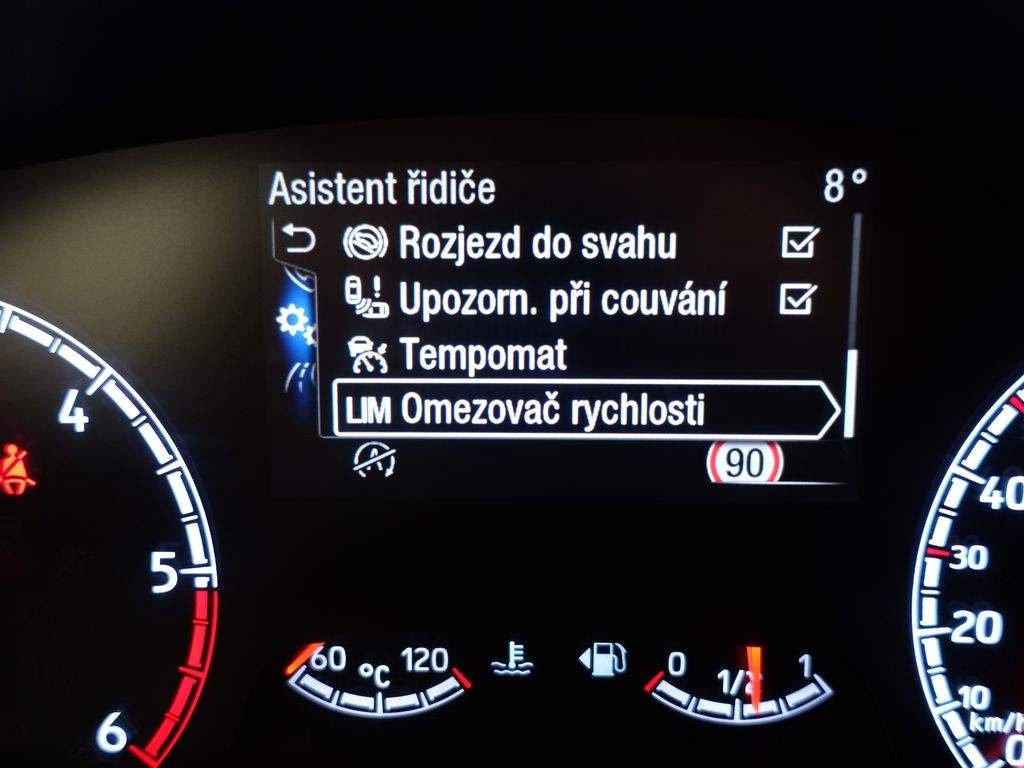 Asistent řidiče 8°
Rozjezd do svahu
Upozorn. při couvání
Tempomat
LIM Omezovač rychlosti
A
90
4
5
6
60 °C 120
0 1/2 1
40
30
20
10
km/h
0